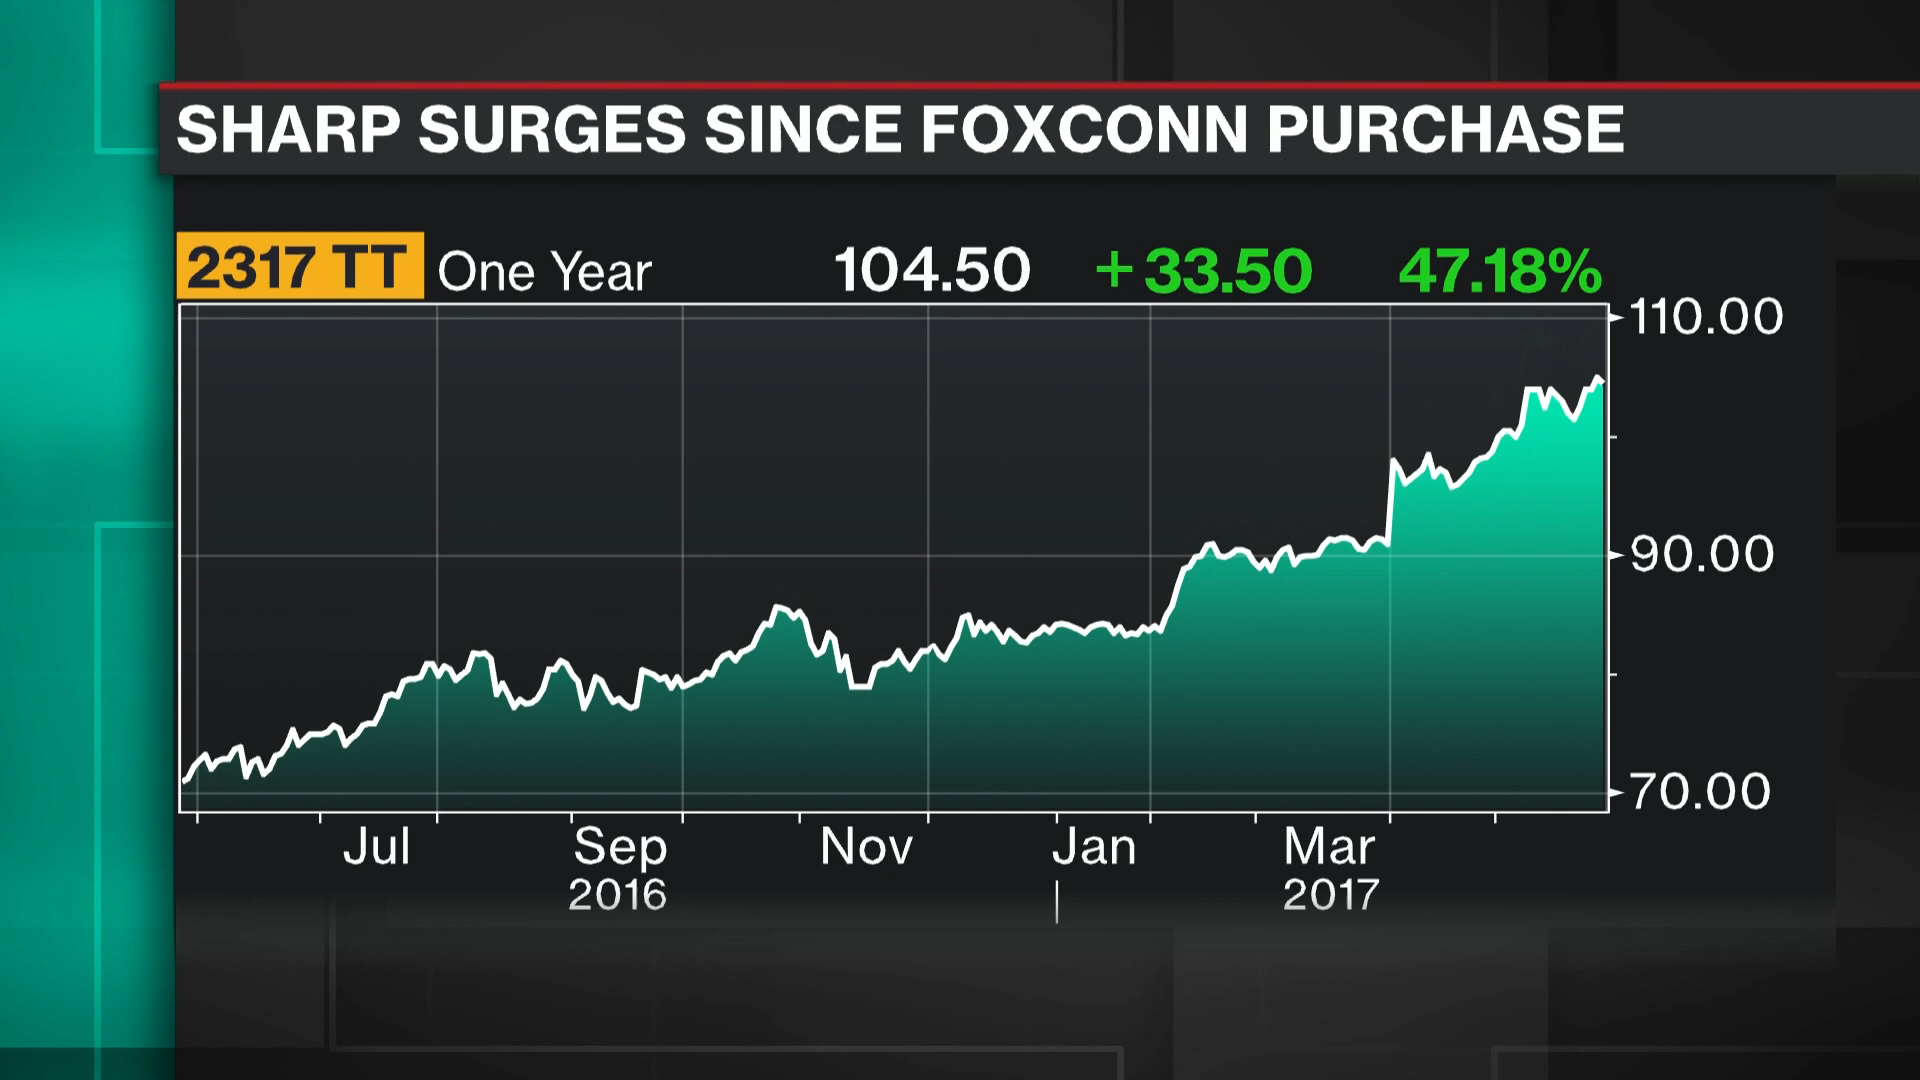 SHARP SURGES SINCE FOXCONN PURCHASE
2317 TT One Year 104.50 +33.50 47.18%
110.00
90.00
70.00
Jul Sep Nov Jan Mar
2016 2017